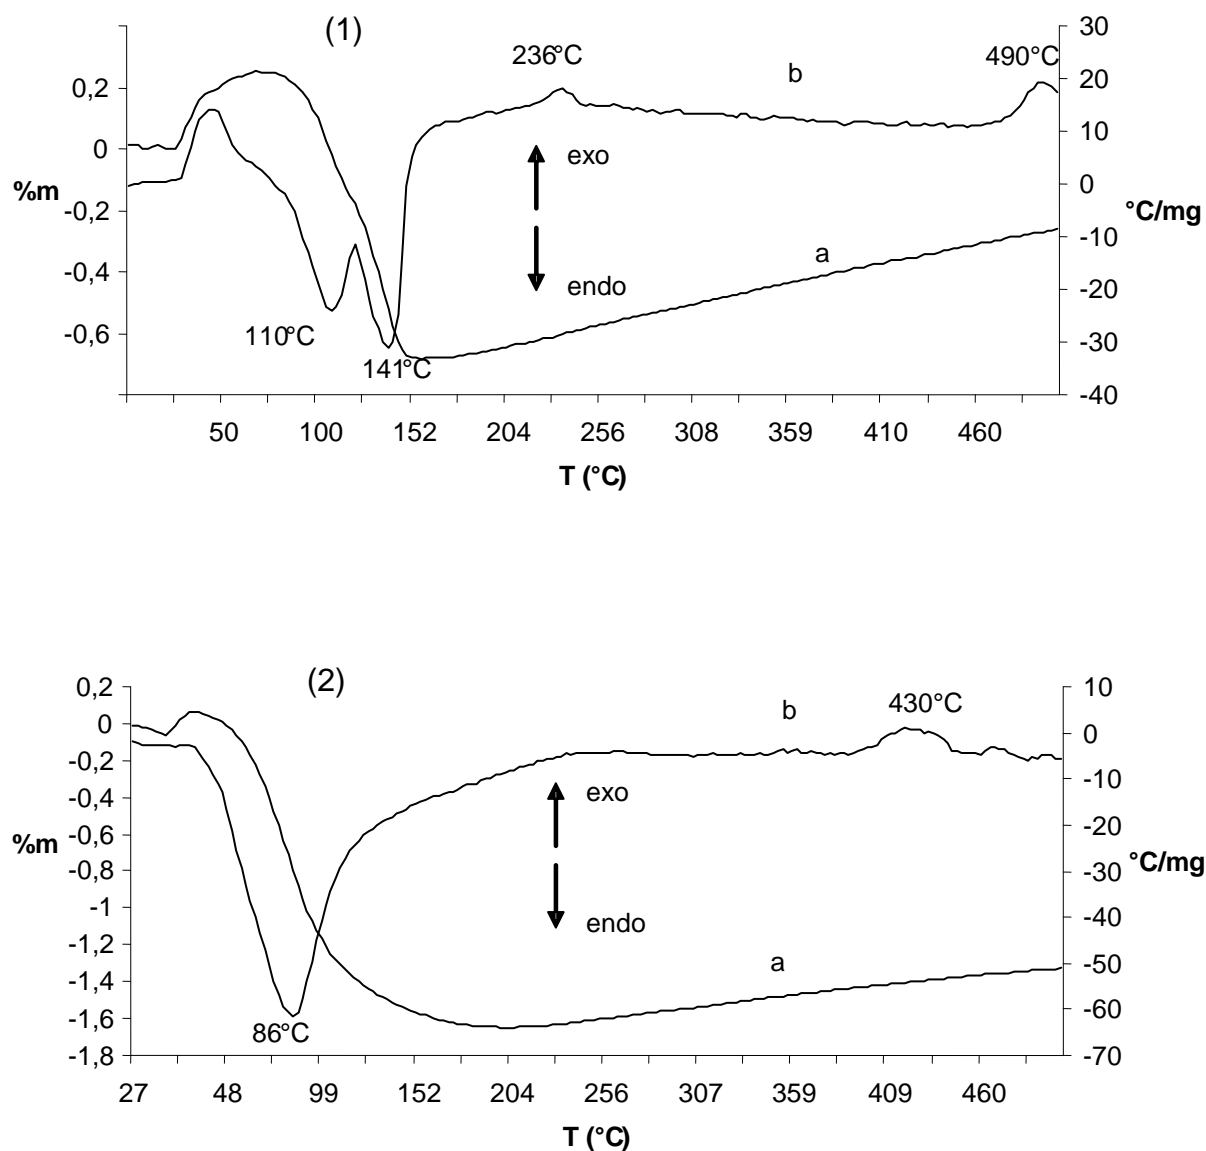 (1)
30
236°C
490°C
b
20
0,2
10
0
exo
0
%m
-0,2
°C/mg
-10
a
-0,4
endo
-20
-0,6
110°C
-30
141°C
-40
50 100 152 204 256 308 359 410 460
T (°C)
(2)
0,2
10
430°C
b
0
0
-0,2
-10
exo
-0,4
-20
-0,6
%m
-0,8
-30
°C/mg
-1
-40
endo
-1,2
-50
a
-1,4
-60
-1,6
86°C
-1,8
-70
27 48 99 152 204 256 307 359 409 460
T (°C)